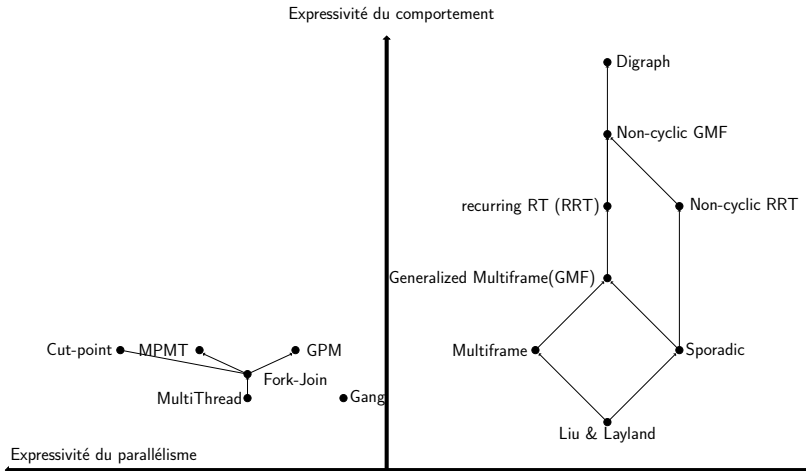 Expressivité du comportement
Digraph
Non-cyclic GMF
recurring RT (RRT)
Non-cyclic RRT
Generalized Multiframe(GMF)
Cut-point
MPMT
GPM
Multiframe
Sporadic
Fork-Join
MultiThread
Gang
Liu & Layland
Expressivité du parallélisme